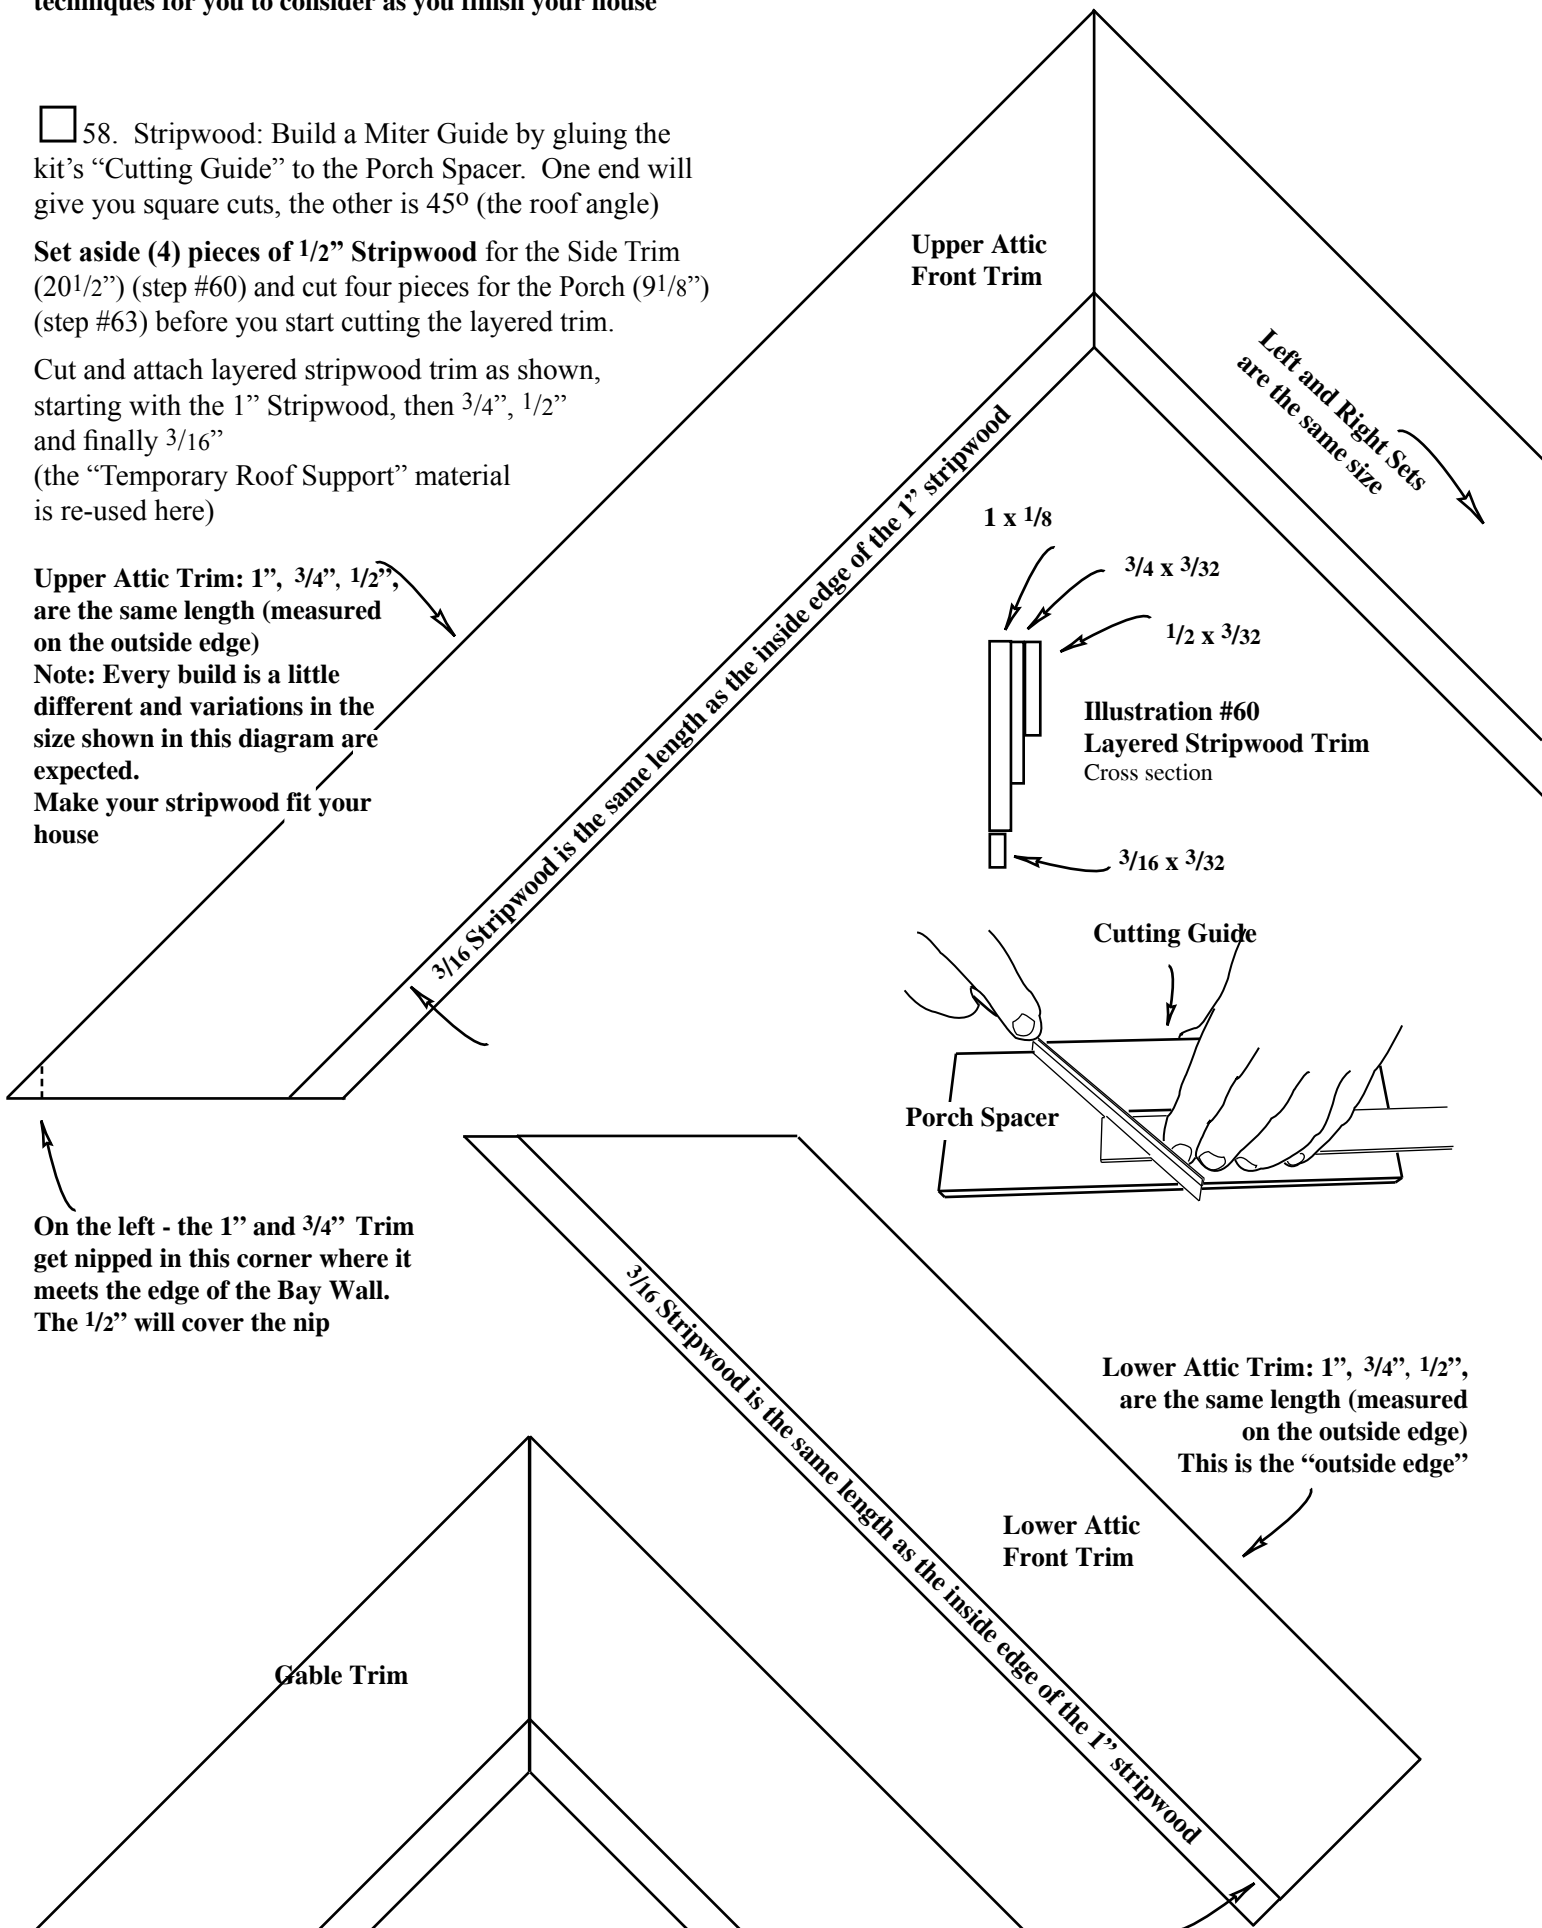 techniques for you to consider as you finish your house
58. Stripwood: Build a Miter Guide by gluing the
kit’s “Cutting Guide” to the Porch Spacer. One end will
give you square cuts, the other is 45º (the roof angle)
Set aside (4) pieces of 1/2” Stripwood for the Side Trim
(201/2”) (step #60) and cut four pieces for the Porch (91/8”)
(step #63) before you start cutting the layered trim.
Cut and attach layered stripwood trim as shown,
starting with the 1” Stripwood, then 3/4”, 1/2”
and finally 3/16”
(the “Temporary Roof Support” material
is re-used here)
Upper Attic Trim: 1”, 3/4”, 1/2”,
are the same length (measured
on the outside edge)
Note: Every build is a little
different and variations in the
size shown in this diagram are
expected.
Make your stripwood fit your
house
Upper Attic
Front Trim
Left and Right Sets
are the same size
3/16 Stripwood is the same length as the inside edge of the 1” stripwood
1 x 1/8
3/4 x 3/32
1/2 x 3/32
Illustration #60
Layered Stripwood Trim
Cross section
3/16 x 3/32
Cutting Guide
Porch Spacer
On the left - the 1” and 3/4” Trim
get nipped in this corner where it
meets the edge of the Bay Wall.
The 1/2” will cover the nip
3/16 Stripwood is the same length as the inside edge of the 1” stripwood
Lower Attic Trim: 1”, 3/4”, 1/2”,
are the same length (measured
on the outside edge)
This is the “outside edge”
Lower Attic
Front Trim
Gable Trim